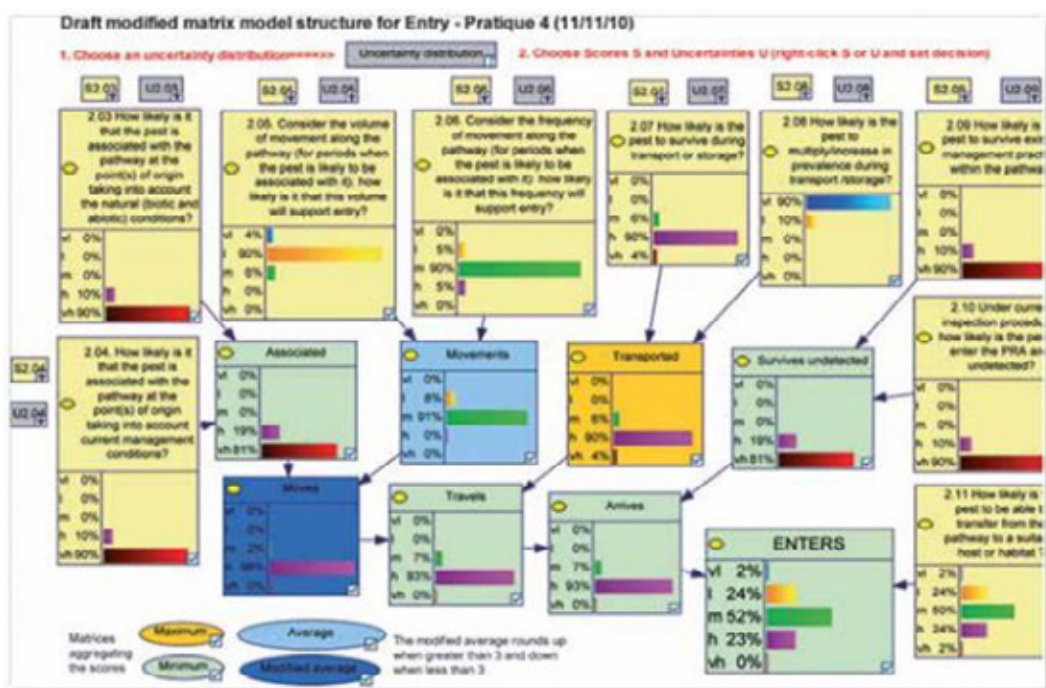 Draft modified matrix model structure for Entry - Pratique 4 (11/11/10)
1. Choose an uncertainty distribution=====>>
Uncertainty distribution
2. Choose Scores S and Uncertainties U (right-click S or U and set decision)
S2.03
U2.03
S2.05
U2.05
S2.06
U2.06
S2.07
U2.07
S2.08
U2.08
S2.09
U2.09
2.03 How likely is it
that the pest is
associated with the
pathway at the
point(s) of origin
taking into account
the natural (biotic and
abiotic) conditions?
vl 0%
l 0%
m 0%
h 10%
vh 90%
2.05. Consider the volume
of movement along the
pathway (for periods when
the pest is likely to be
associated with it): how
likely is it that this volume
will support entry?
vl 4%
l 90%
m 6%
h 0%
vh 0%
2.06. Consider the frequency
of movement along the
pathway (for periods when
the pest is likely to be
associated with it): how likely
is it that this frequency will
support entry?
vl 0%
l 5%
m 90%
h 5%
vh 0%
2.07 How likely is the
pest to survive during
transport or storage?
vl 0%
l 0%
m 6%
h 90%
vh 4%
2.08 How likely is the
pest to
multiply/increase in
prevalence during
transport /storage?
vl 90%
l 10%
m 0%
h 0%
vh 0%
2.09 How likely is
pest to survive exi
management pract
within the pathwa
vl 0%
l 0%
m 0%
h 10%
vh 90%
S2.04
U2.04
2.04. How likely is it
that the pest is
associated with the
pathway at the
point(s) of origin
taking into account
current management
conditions?
vl 0%
l 0%
m 0%
h 10%
vh 90%
Associated
vl 0%
l 0%
m 0%
h 19%
vh 81%
Movements
vl 0%
l 8%
m 91%
h 0%
vh 0%
Transported
vl 0%
l 0%
m 6%
h 90%
vh 4%
Survives undetected
vl 0%
l 0%
m 0%
h 19%
vh 81%
2.10 Under curre
inspection procedu
how likely is the pe
enter the PRA an
undetected?
vl 0%
l 0%
m 0%
h 10%
vh 90%
Moves
vl 0%
l 0%
m 2%
h 98%
vh 0%
Travels
vl 0%
l 0%
m 7%
h 93%
vh 0%
Arrives
vl 0%
l 0%
m 7%
h 93%
vh 0%
ENTERS
vl 2%
l 24%
m 52%
h 23%
vh 0%
2.11 How likely is
pest to be able t
transfer from the
pathway to a suita
host or habitat ?
vl 2%
l 24%
m 50%
h 24%
vh 2%
Matrices
aggregating
the scores
Maximum
Average
Minimum
Modified average
The modified average rounds up
when greater than 3 and down
when less than 3